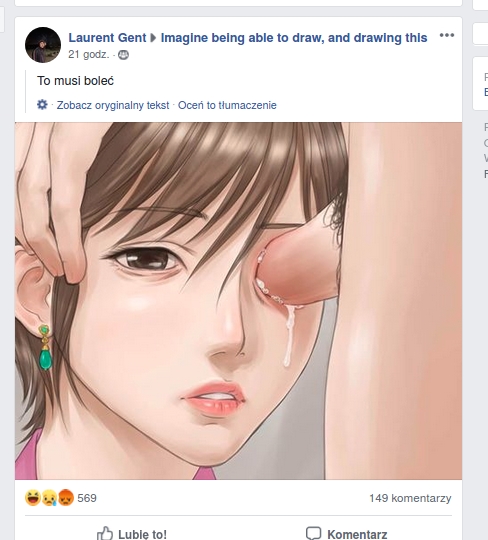 Laurent Gent Imagine being able to draw, and drawing this
21 godz. ·
To musi boleć
· Zobacz oryginalny tekst · Oceń to tłumaczenie
569
149 komentarzy
Lubię to!
Komentarz